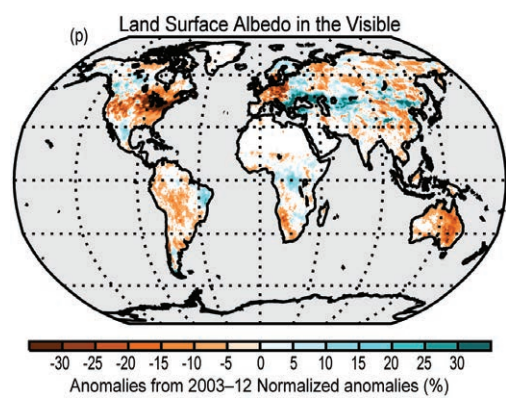 (p) Land Surface Albedo in the Visible
-30 -25 -20 -15 -10 -5 0 5 10 15 20 25 30
Anomalies from 2003–12 Normalized anomalies (%)